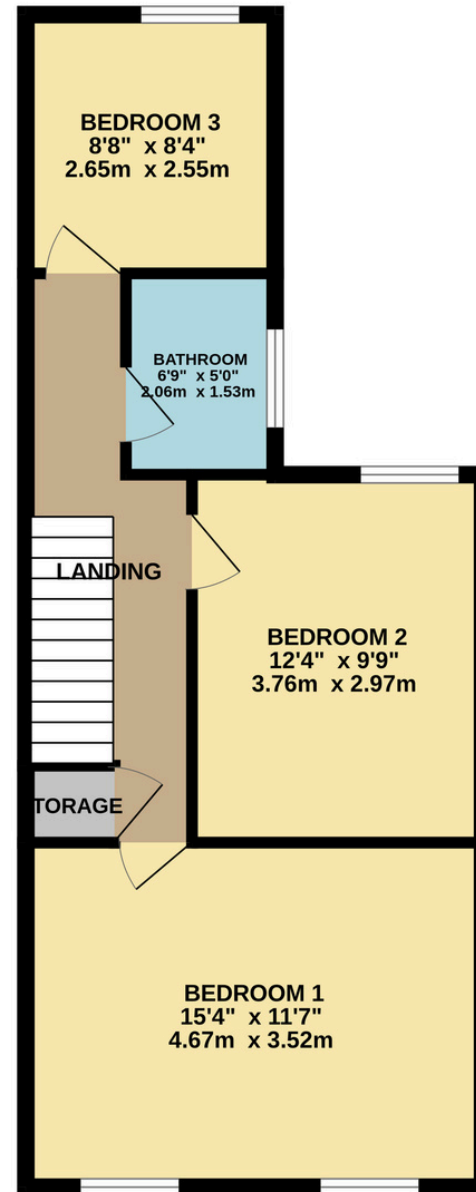 BEDROOM 3
8'8" x 8'4"
2.65m x 2.55m
BATHROOM
6'9" x 5'0"
2.06m x 1.53m
LANDING
BEDROOM 2
12'4" x 9'9"
3.76m x 2.97m
TORAGE
BEDROOM 1
15'4" x 11'7"
4.67m x 3.52m